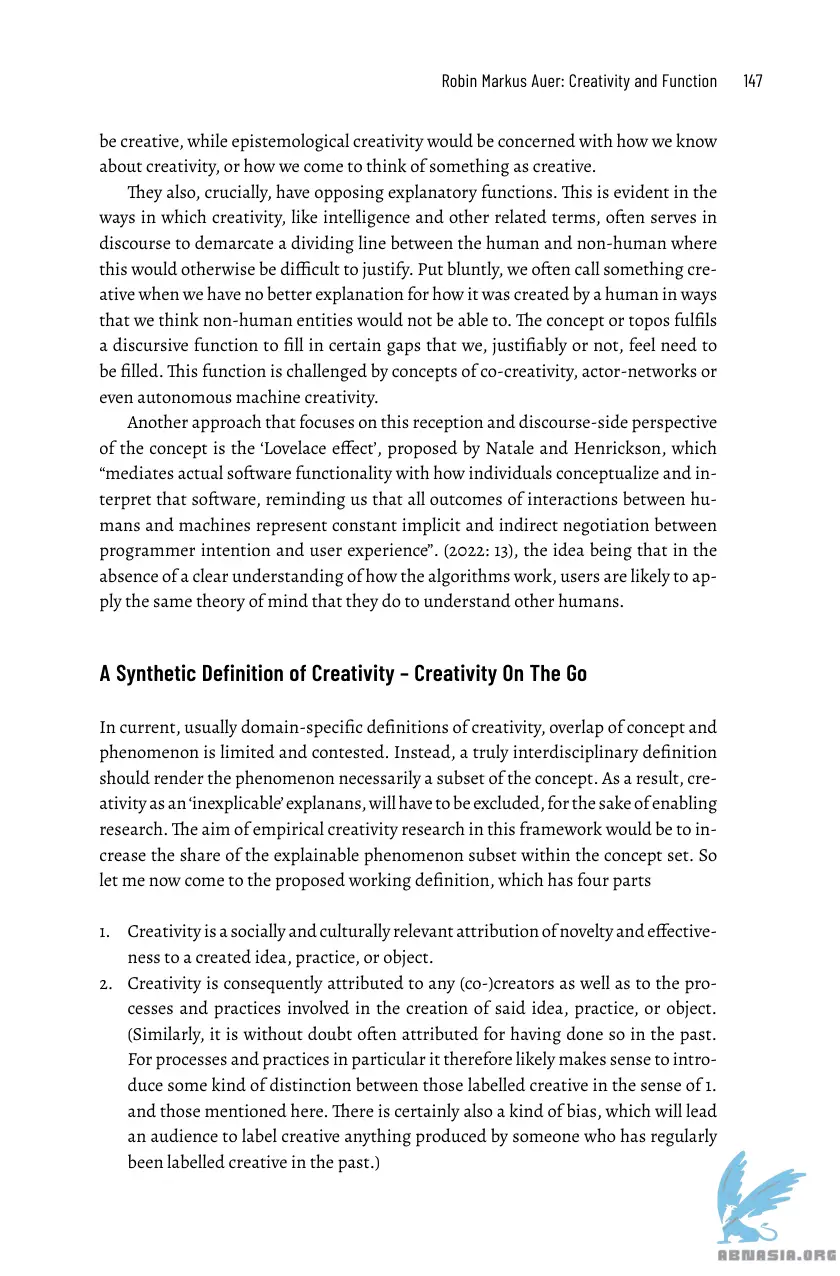 Robin Markus Auer: Creativity and Function 147
be creative, while epistemological creativity would be concerned with how we know
about creativity, or how we come to think of something as creative.
They also, crucially, have opposing explanatory functions. This is evident in the
ways in which creativity, like intelligence and other related terms, often serves in
discourse to demarcate a dividing line between the human and non-human where
this would otherwise be difficult to justify. Put bluntly, we often call something cre-
ative when we have no better explanation for how it was created by a human in ways
that we think non-human entities would not be able to. The concept or topos fulfils
a discursive function to fill in certain gaps that we, justifiably or not, feel need to
be filled. This function is challenged by concepts of co-creativity, actor-networks or
even autonomous machine creativity.
Another approach that focuses on this reception and discourse-side perspective
of the concept is the ‘Lovelace effect’, proposed by Natale and Henrickson, which
“mediates actual software functionality with how individuals conceptualize and in-
terpret that software, reminding us that all outcomes of interactions between hu-
mans and machines represent constant implicit and indirect negotiation between
programmer intention and user experience”. (2022: 13), the idea being that in the
absence of a clear understanding of how the algorithms work, users are likely to ap-
ply the same theory of mind that they do to understand other humans.
A Synthetic Definition of Creativity – Creativity On The Go
In current, usually domain-specific definitions of creativity, overlap of concept and
phenomenon is limited and contested. Instead, a truly interdisciplinary definition
should render the phenomenon necessarily a subset of the concept. As a result, cre-
ativity as an ‘inexplicable’ explanans, will have to be excluded, for the sake of enabling
research. The aim of empirical creativity research in this framework would be to in-
crease the share of the explainable phenomenon subset within the concept set. So
let me now come to the proposed working definition, which has four parts
1. Creativity is a socially and culturally relevant attribution of novelty and effective-
ness to a created idea, practice, or object.
2. Creativity is consequently attributed to any (co-)creators as well as to the pro-
cesses and practices involved in the creation of said idea, practice, or object.
(Similarly, it is without doubt often attributed for having done so in the past.
For processes and practices in particular it therefore likely makes sense to intro-
duce some kind of distinction between those labelled creative in the sense of 1.
and those mentioned here. There is certainly also a kind of bias, which will lead
an audience to label creative anything produced by someone who has regularly
been labelled creative in the past.)
ABNASIA.ORG